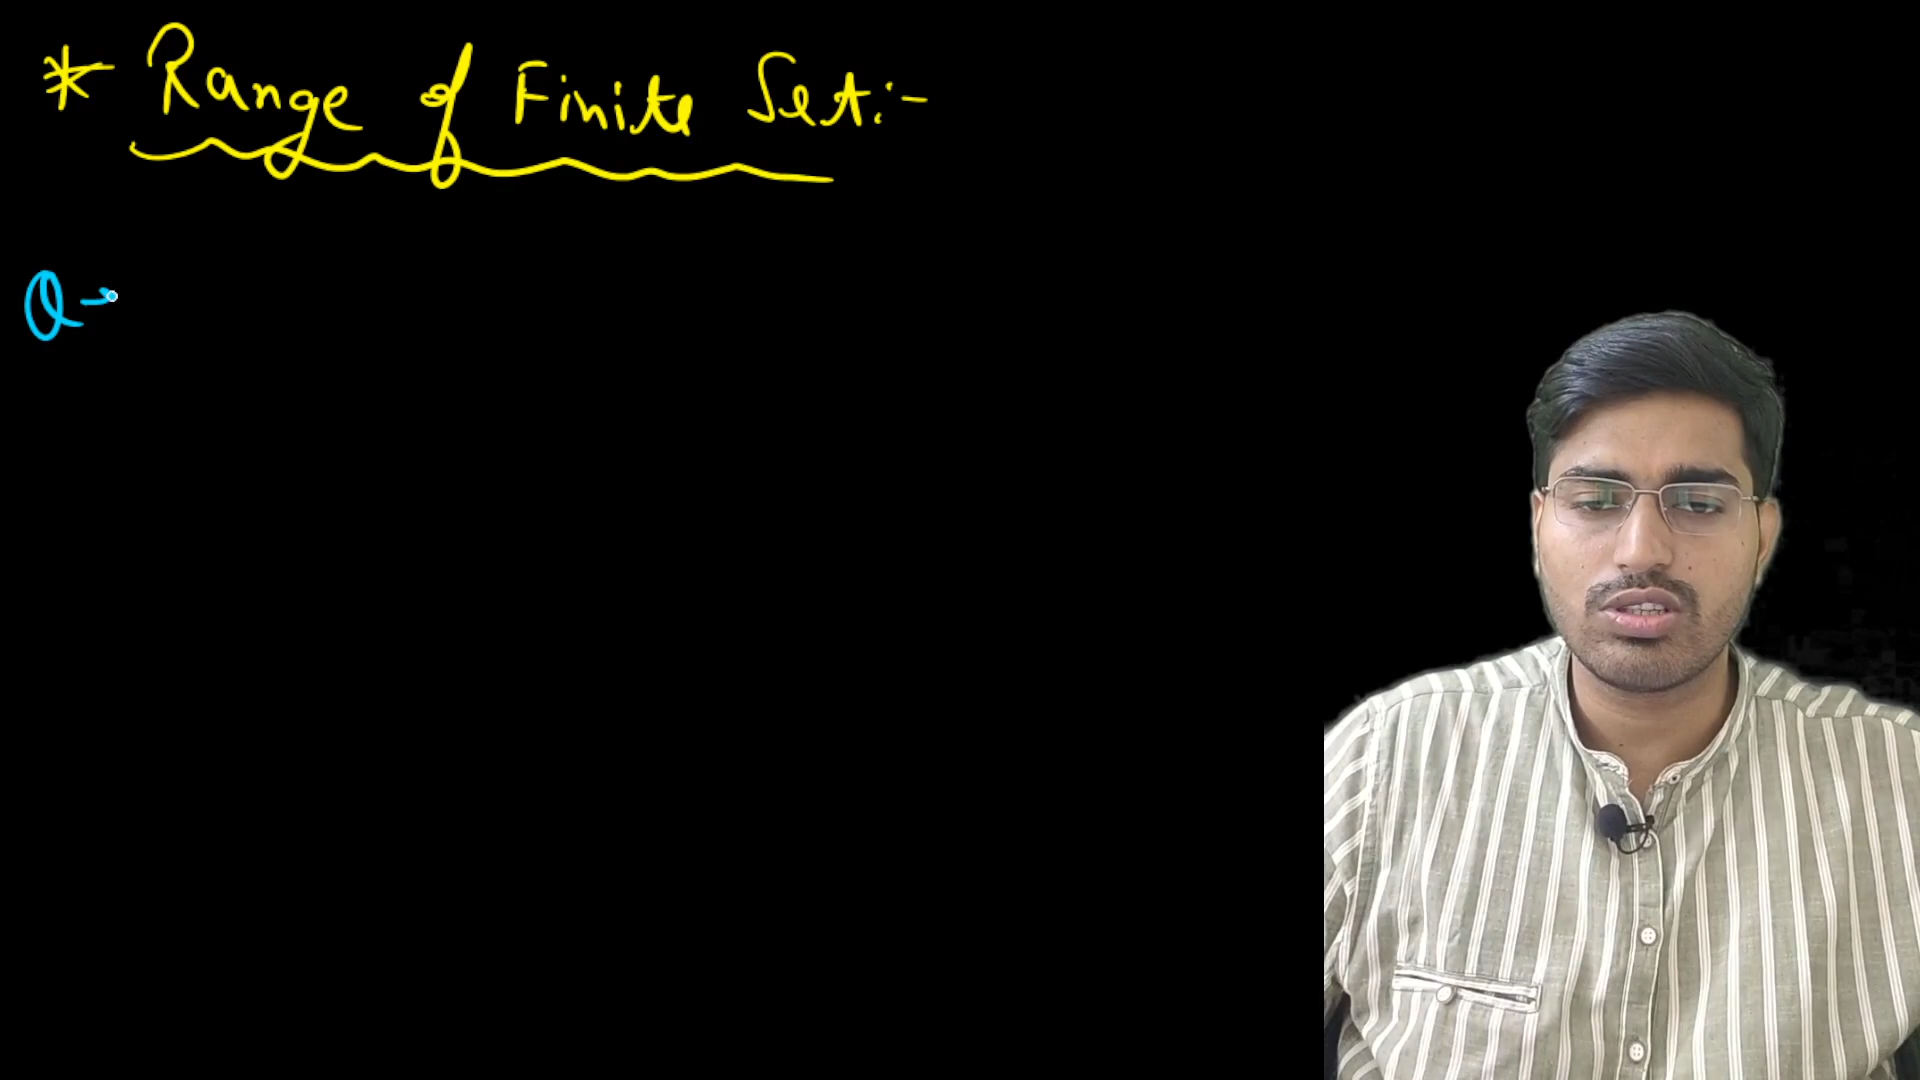 * Range of Finite Set:-
Q→